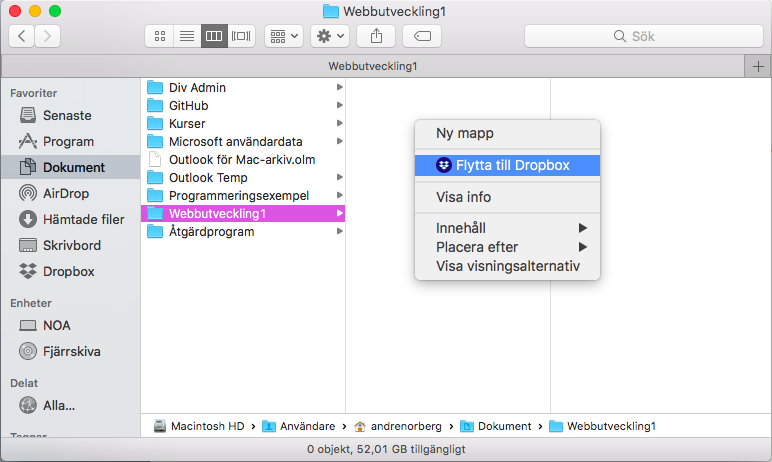 Webbutveckling1
Sök
Webbutveckling1
Favoriter
Senaste
Program
Dokument
AirDrop
Hämtade filer
Skrivbord
Dropbox
Enheter
NOA
Fjärrskiva
Delat
Alla...
Div Admin
GitHub
Kurser
Microsoft användardata
Outlook för Mac-arkiv.olm
Outlook Temp
Programmeringsexempel
Webbutveckling1
Åtgärdprogram
Ny mapp
Flytta till Dropbox
Visa info
Innehåll
Placera efter
Visa visningsalternativ
Macintosh HD Användare andrenorberg Dokument Webbutveckling1
0 objekt, 52,01 GB tillgängligt